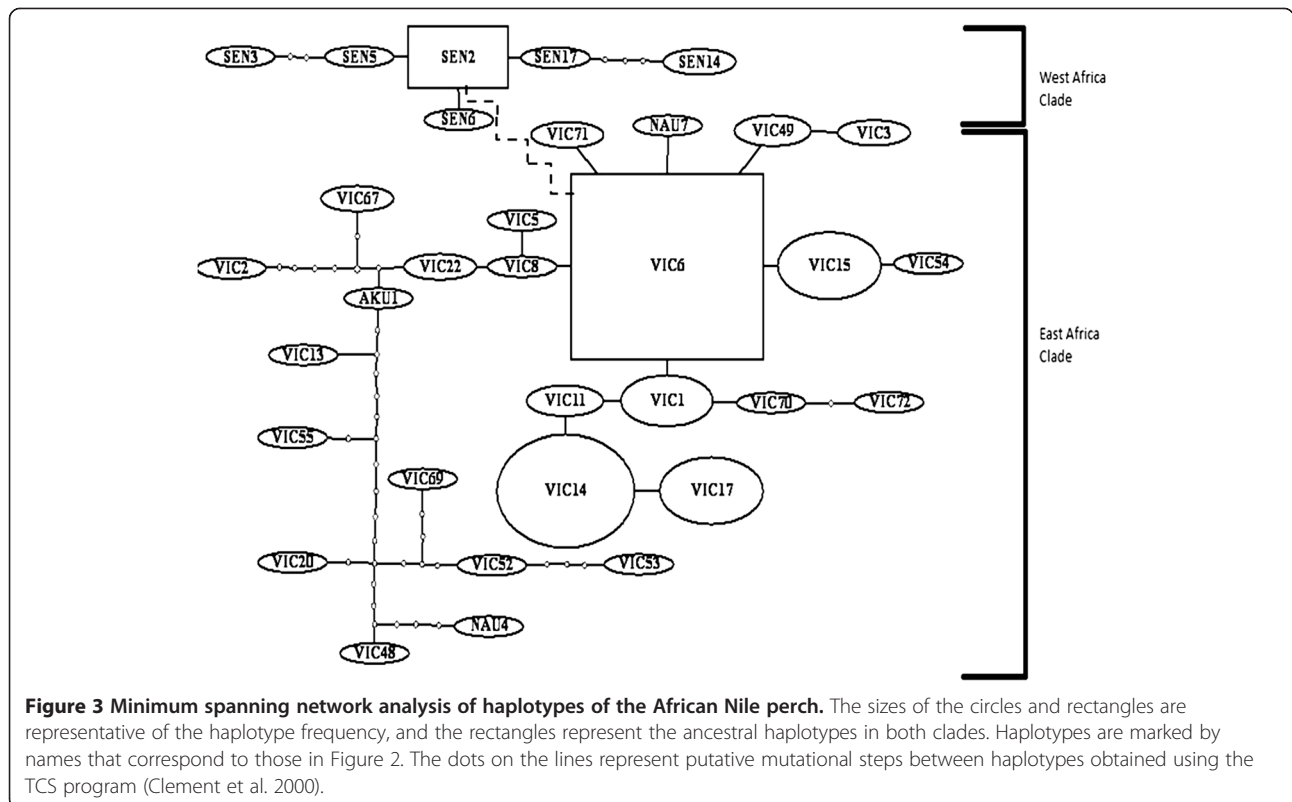 SEN3 SEN5 SEN2 SEN17 SEN14
West Africa
Clade
SEN6
VIC71 NAU7 VIC49 VIC3
VIC67
VIC5
VIC2 VIC22 VIC8 VIC6 VIC15 VIC54
AKU1
East Africa
Clade
VIC13
VIC11 VIC1 VIC70 VIC72
VIC55
VIC69
VIC14 VIC17
VIC20 VIC52 VIC53
NAU4
VIC48
Figure 3 Minimum spanning network analysis of haplotypes of the African Nile perch. The sizes of the circles and rectangles are
representative of the haplotype frequency, and the rectangles represent the ancestral haplotypes in both clades. Haplotypes are marked by
names that correspond to those in Figure 2. The dots on the lines represent putative mutational steps between haplotypes obtained using the
TCS program (Clement et al. 2000).